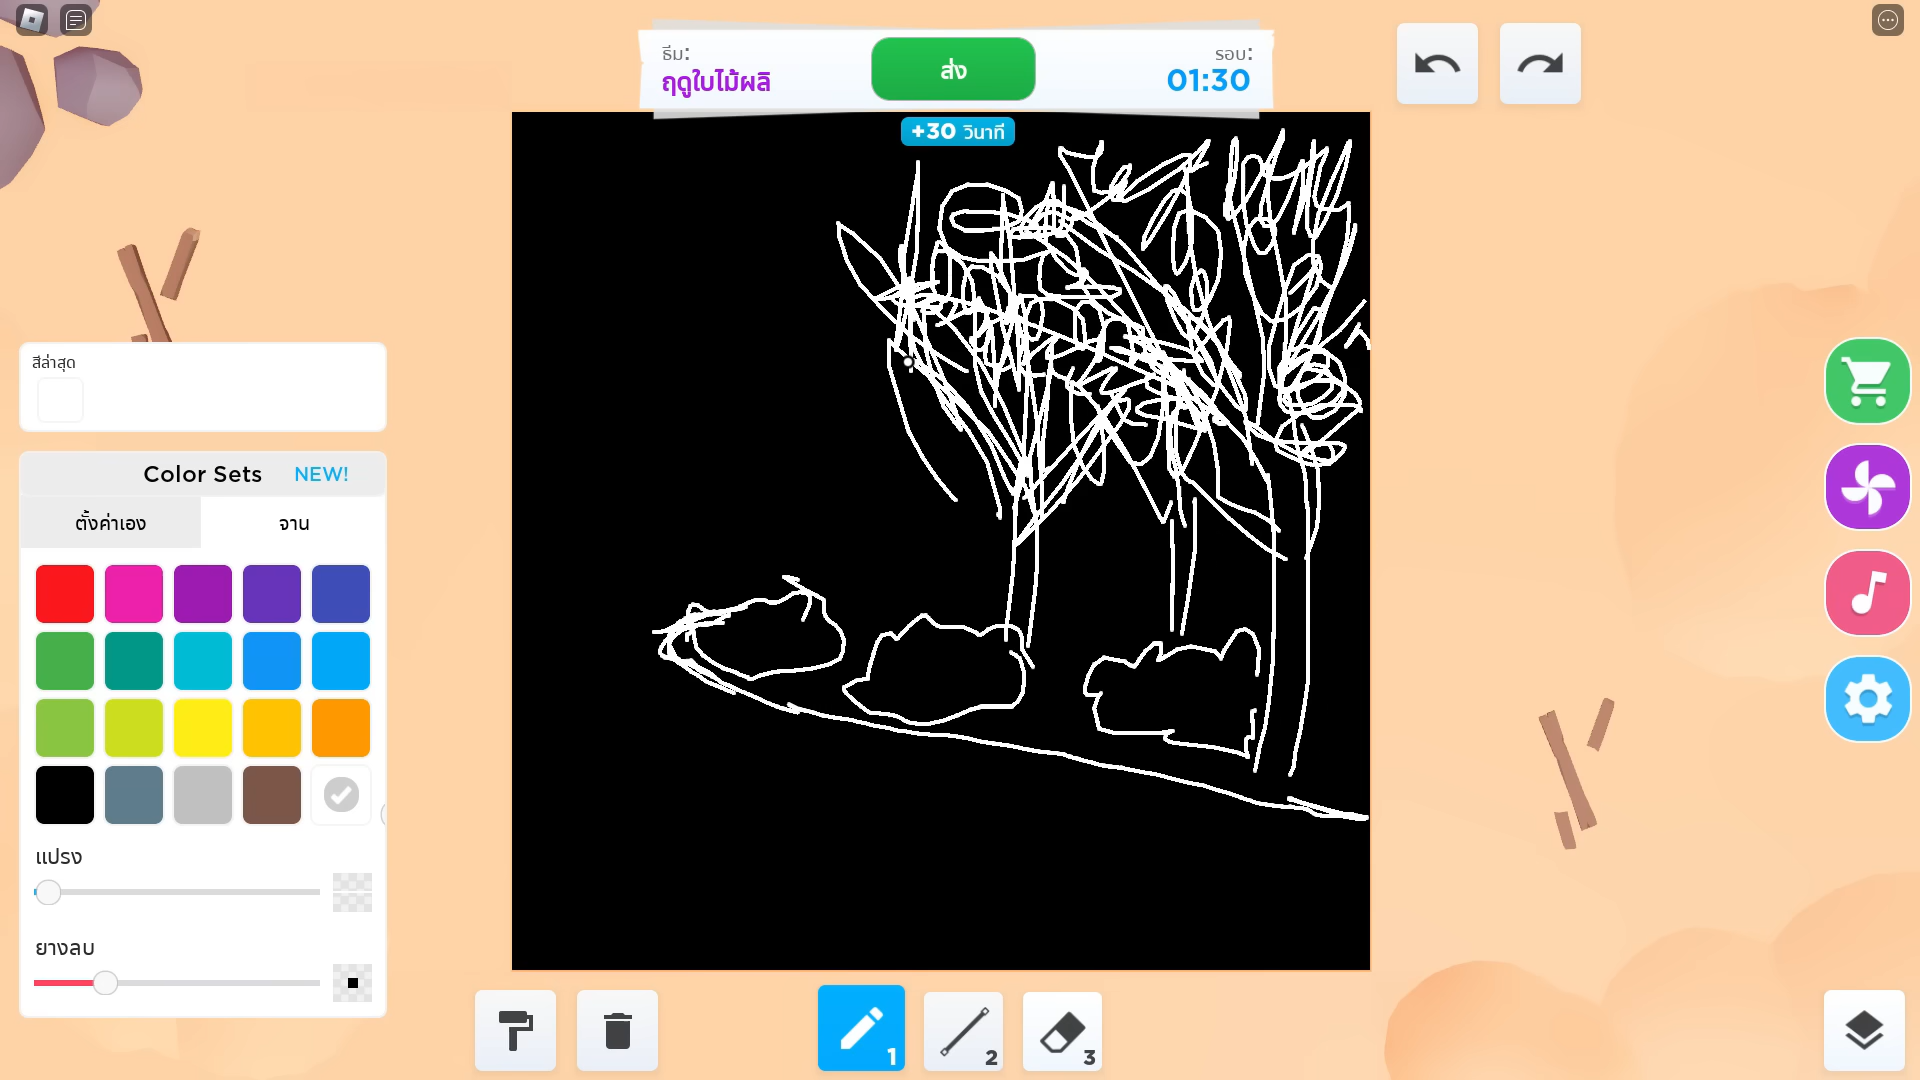 ธีม:
ฤดูใบไม้ผลิ
ส่ง
รอบ:
01:30
+30 วินาที
สีล่าสุด
Color Sets NEW!
ตั้งค่าเอง จาน
แปรง
ยางลบ
1 2 3